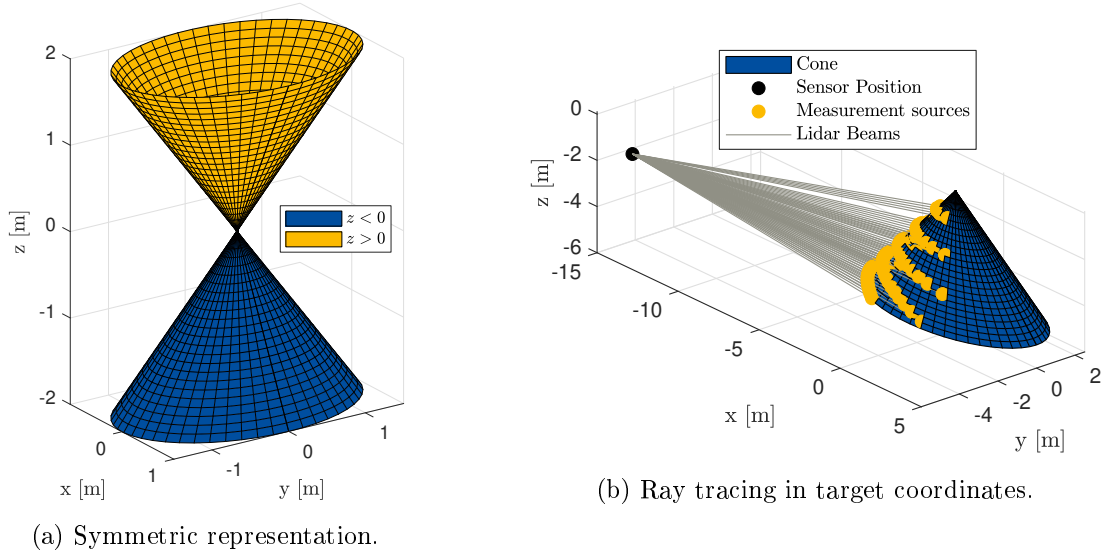 2
1
0
-1
-2
z [m]
0
1
x [m]
-1
0
1
y [m]
z < 0
z > 0
(a) Symmetric representation.
Cone
Sensor Position
Measurement sources
Lidar Beams
0
-2
-4
-6
z [m]
-15
-10
-5
0
5
x [m]
-4
-2
0
2
y [m]
(b) Ray tracing in target coordinates.